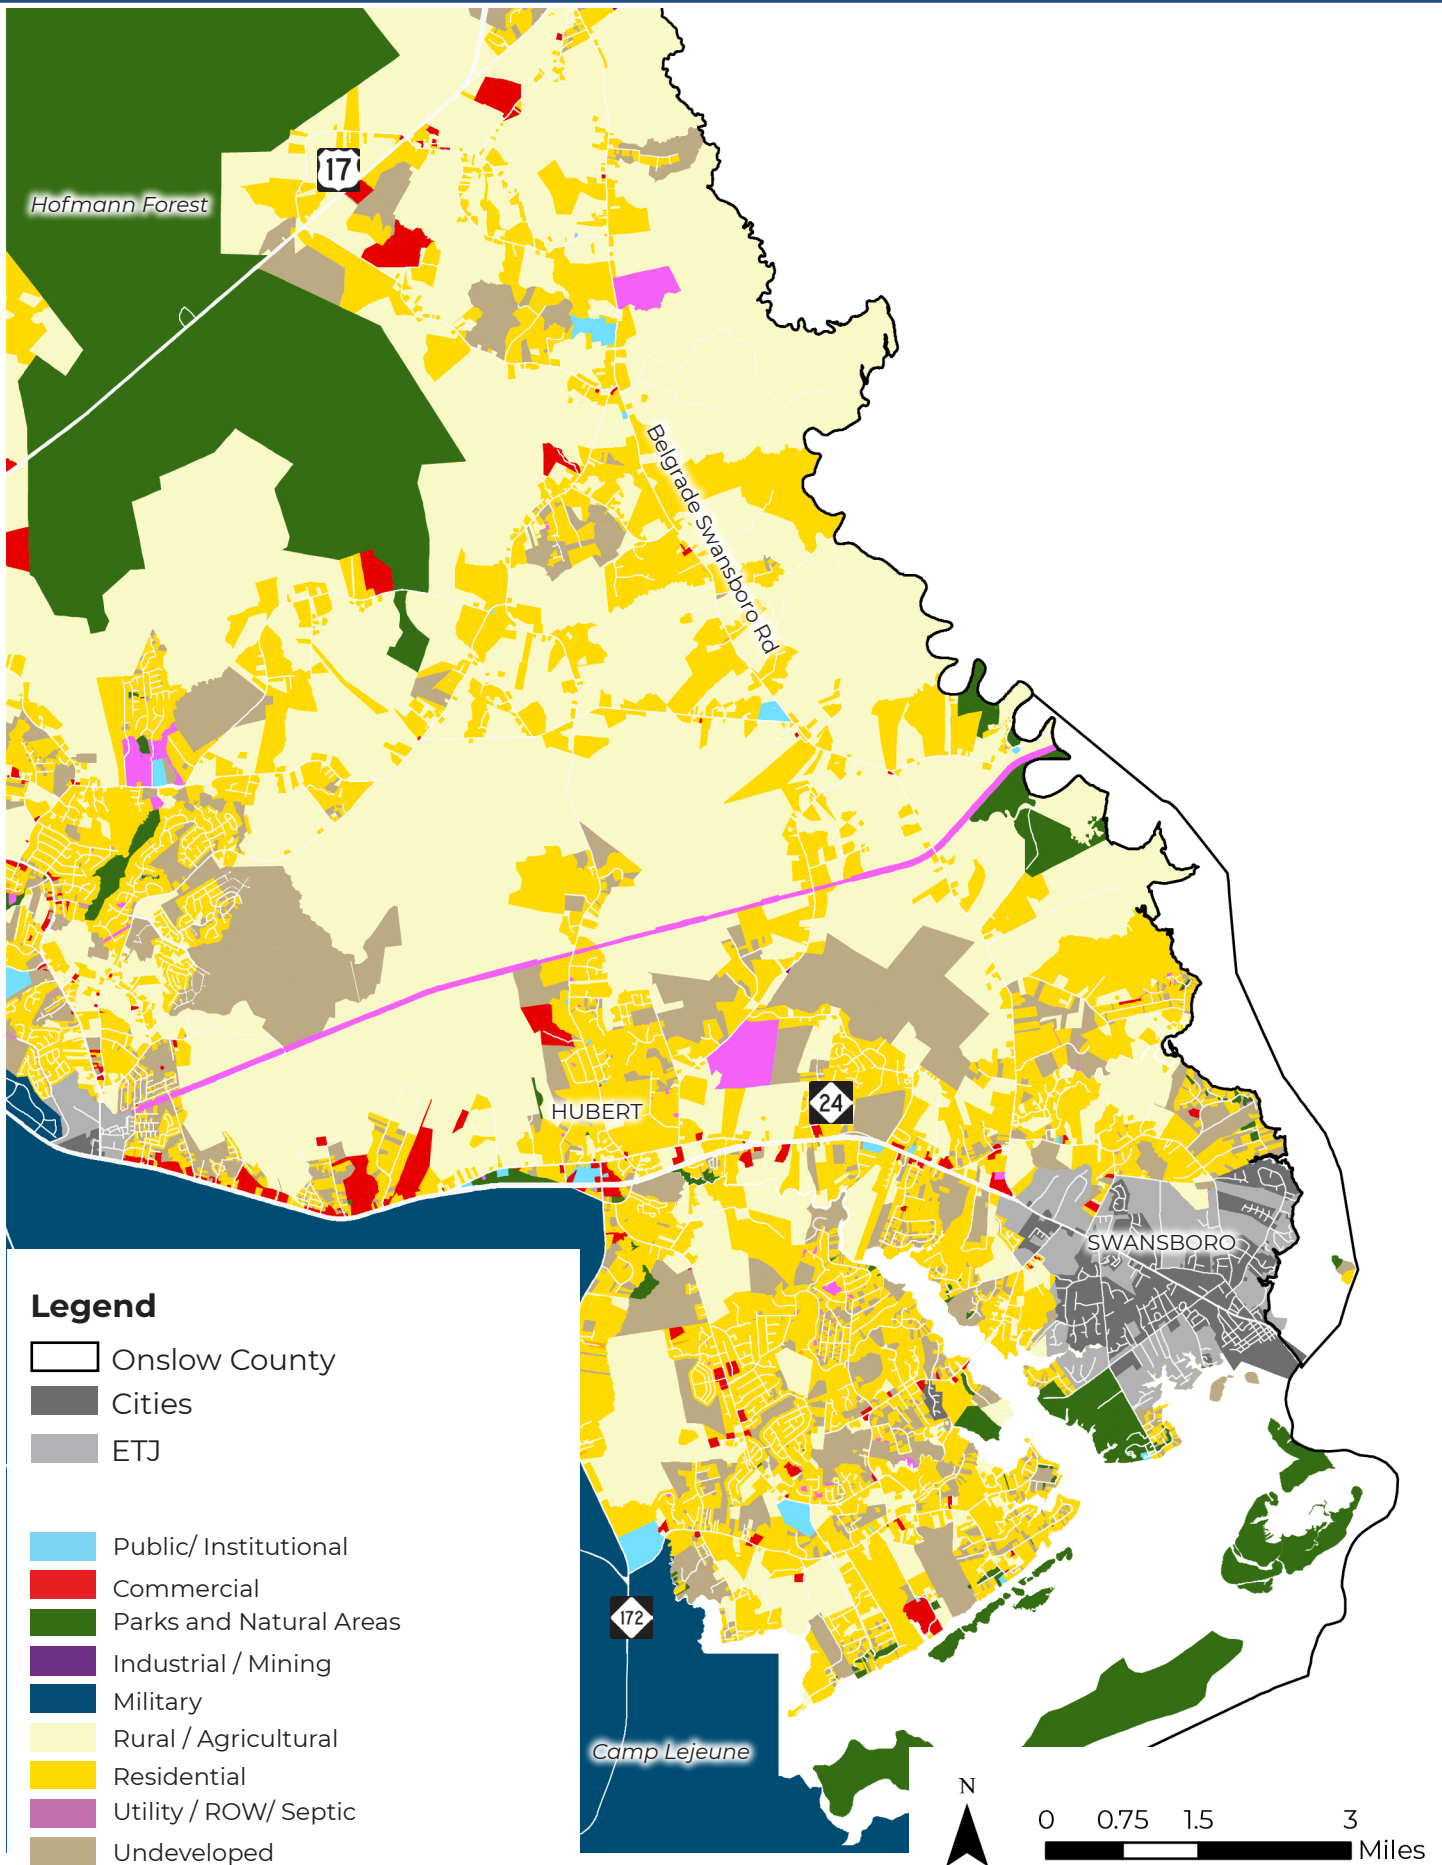 17
Hofmann Forest
Belgrade Swansboro Rd
24
HUBERT
SWANSBORO
Legend
Onslow County
Cities
ETJ
Public/ Institutional
Commercial
Parks and Natural Areas
Industrial / Mining
Military
Rural / Agricultural
Residential
Utility / ROW/ Septic
Undeveloped
172
Camp Lejeune
N
0 0.75 1.5 3
Miles